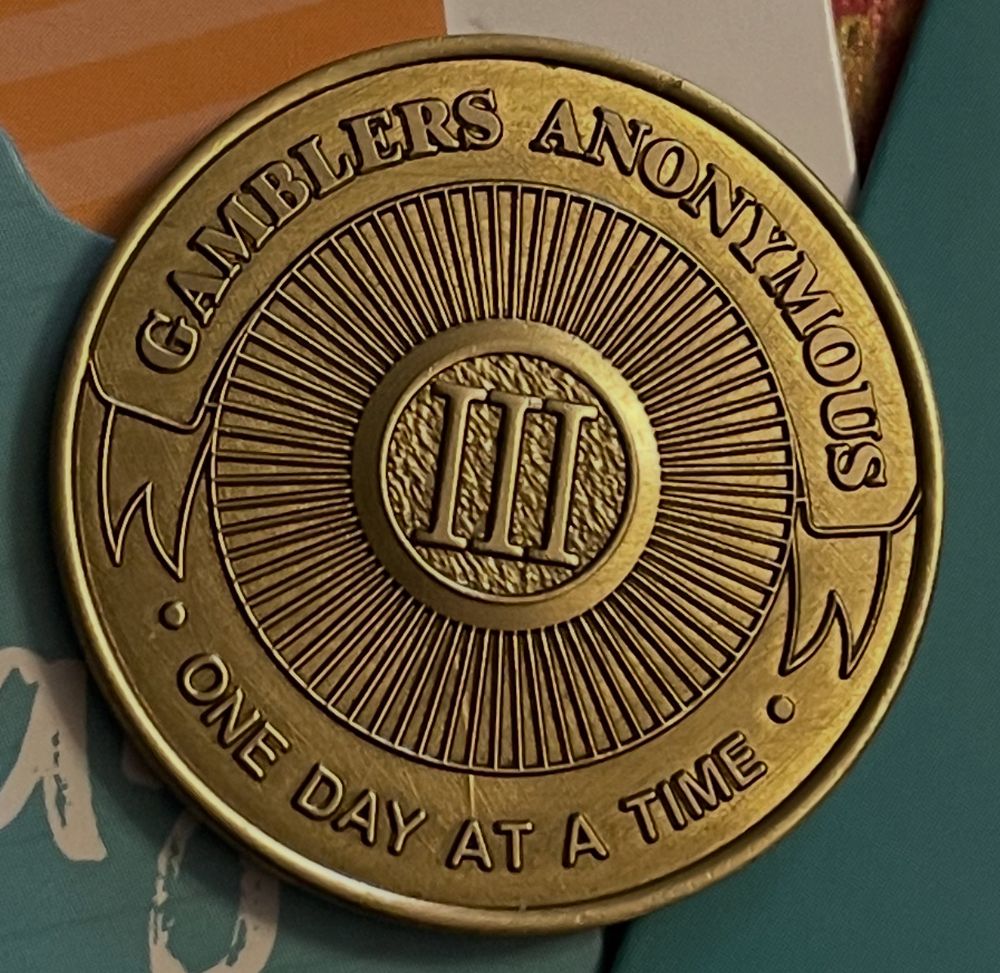 GAMBLERS ANONYMOUS
III
• ONE DAY AT A TIME •